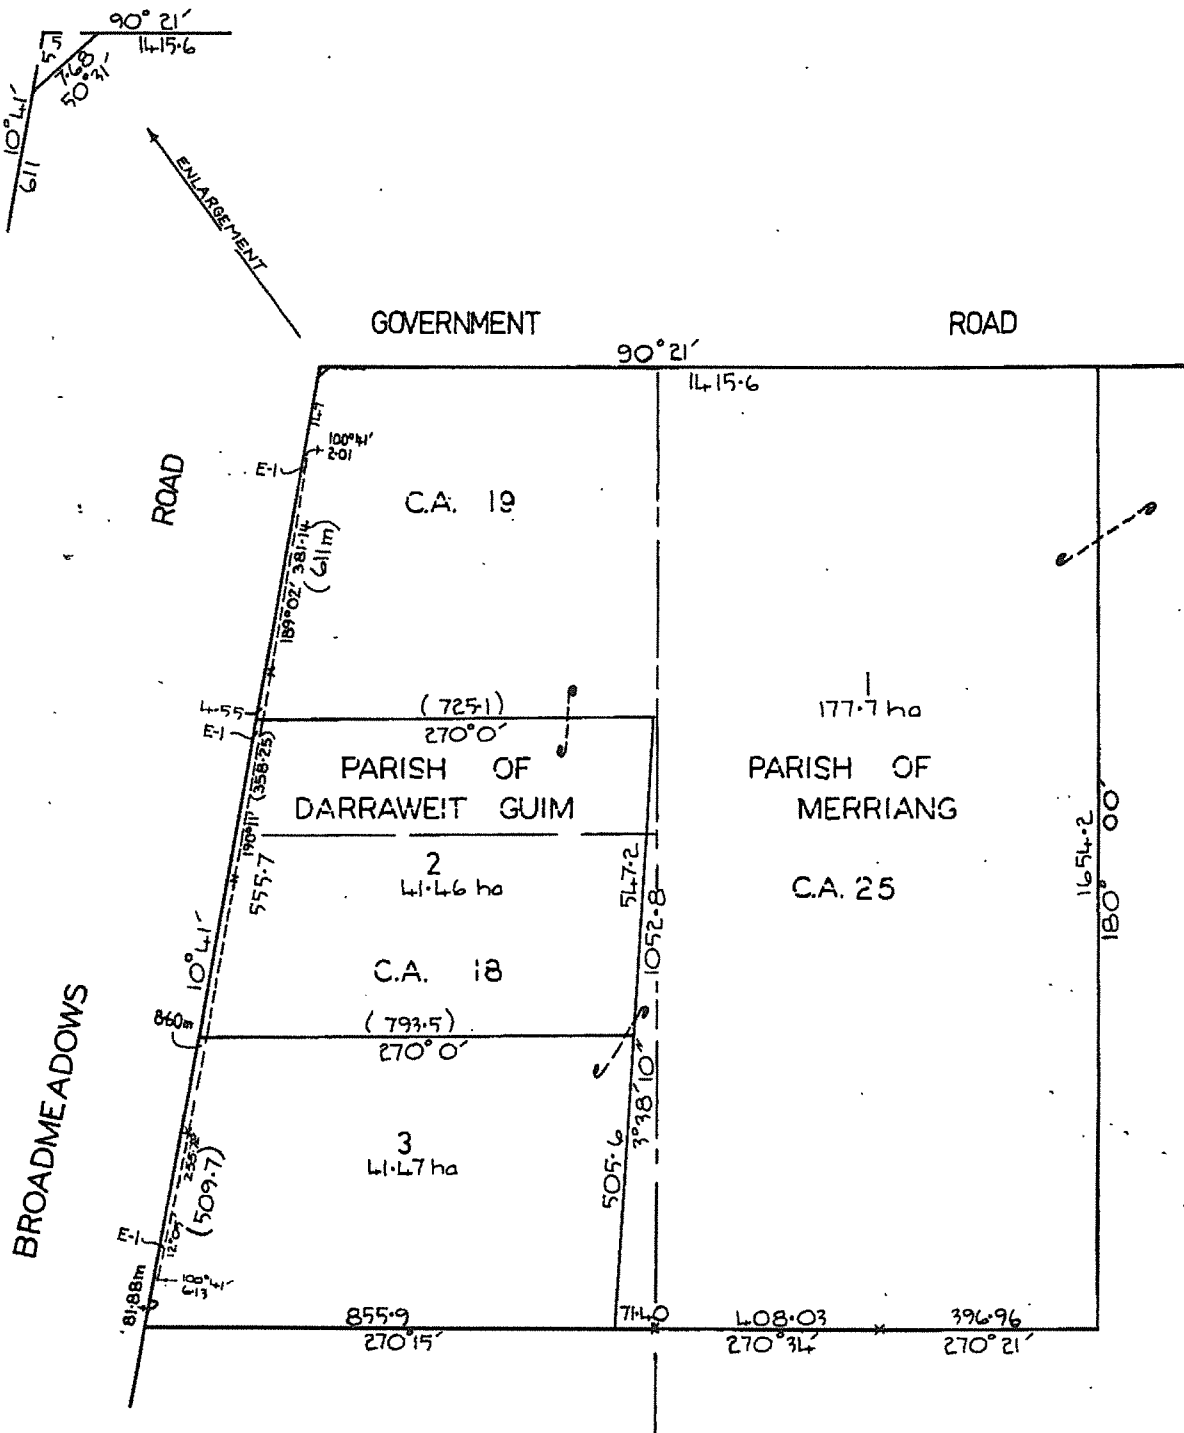 90° 21′
1415·6
5·5
7·68
50°31′
10°41′
611
ENLARGEMENT
GOVERNMENT ROAD
90° 21′
1415·6
149
100°41′
2·01
E-1
ROAD
C.A. 19
189°02′ 381·14
(611m)
1
177·7 ha
4·55
(725·1)
270°0′
E-1
PARISH OF
DARRAWEIT GUIM
PARISH OF
MERRIANG
190°11′ (358·25)
555·7
2
41·46 ha
547·2
1052·8
C.A. 25
1654·2
180° 00′
10°41′
C.A. 18
8·60m
(793·5)
270°0′
BROADMEADOWS
3°38′10″
3
41·47 ha
505·6
(509·7)
E-1
100°41′
6·13
81·88m
855·9
270°15′
71·40
408·03
270°34′
396·96
270°21′